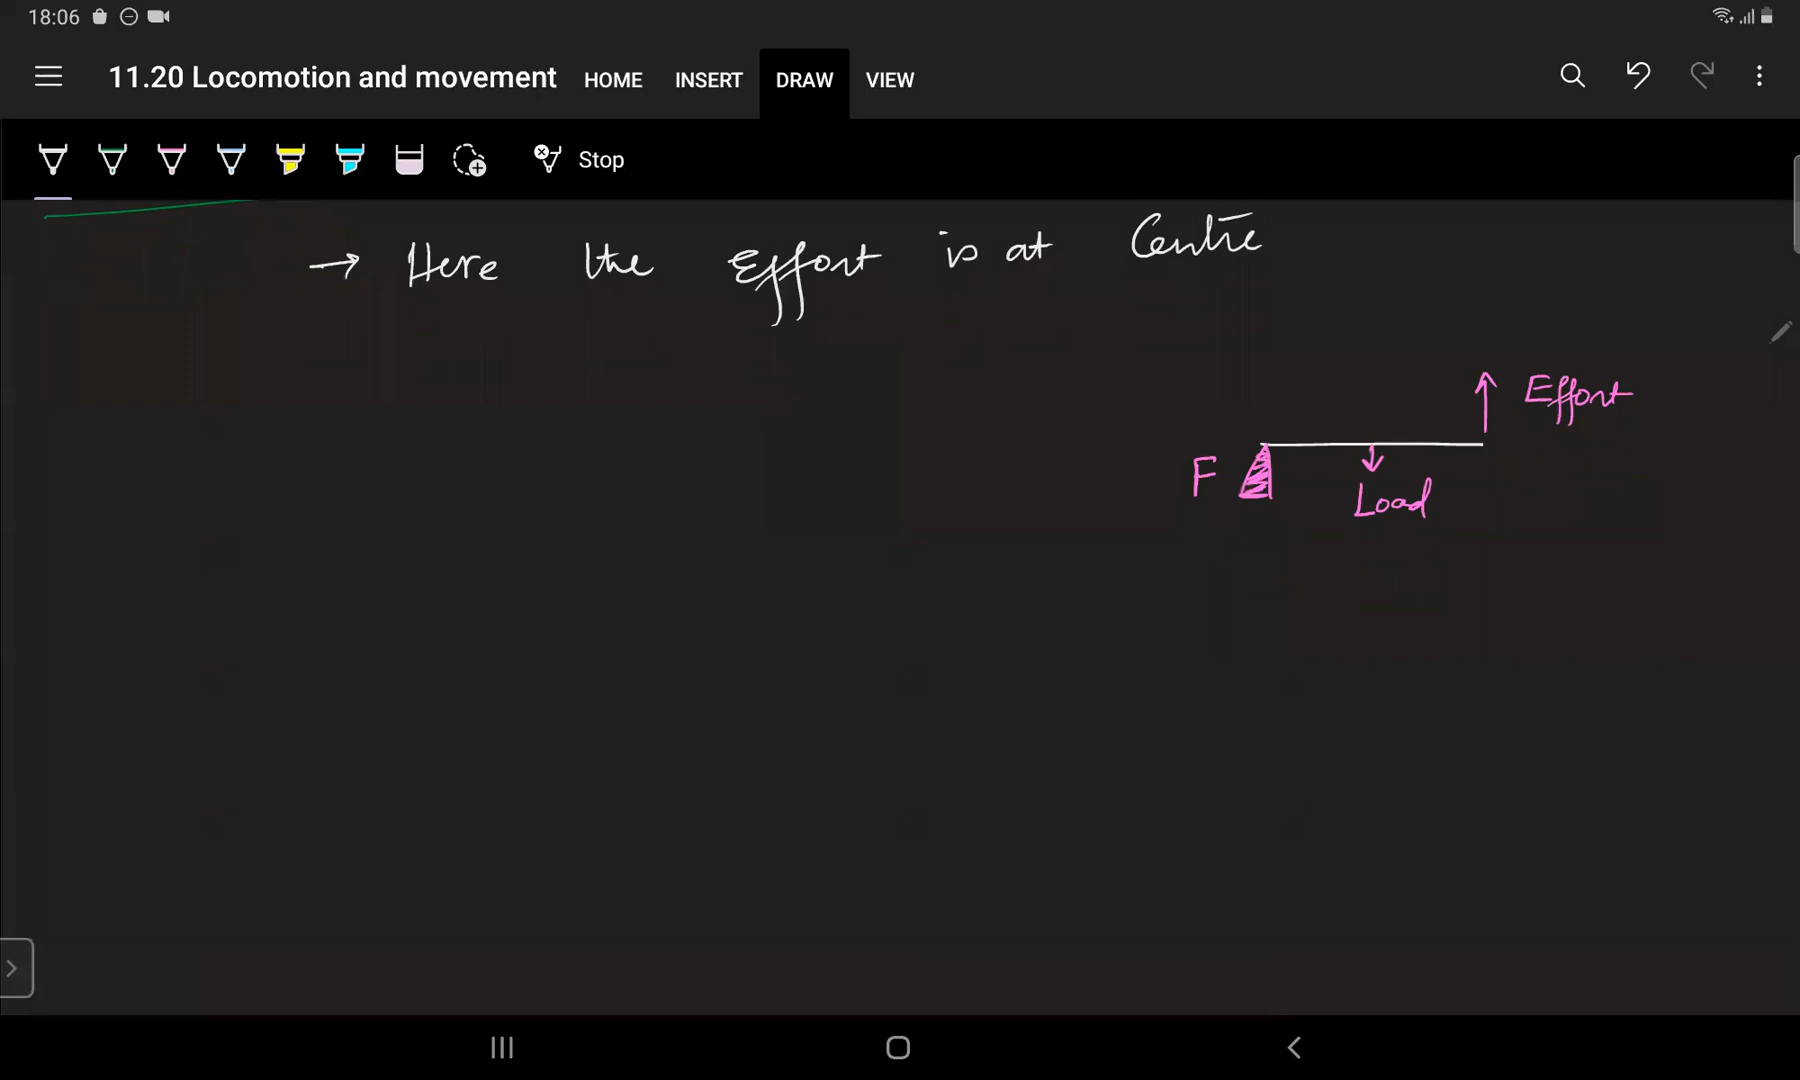 18:06
11.20 Locomotion and movement HOME INSERT DRAW VIEW
Stop
→ Here the Effort is at Centre
Effort
F
Load